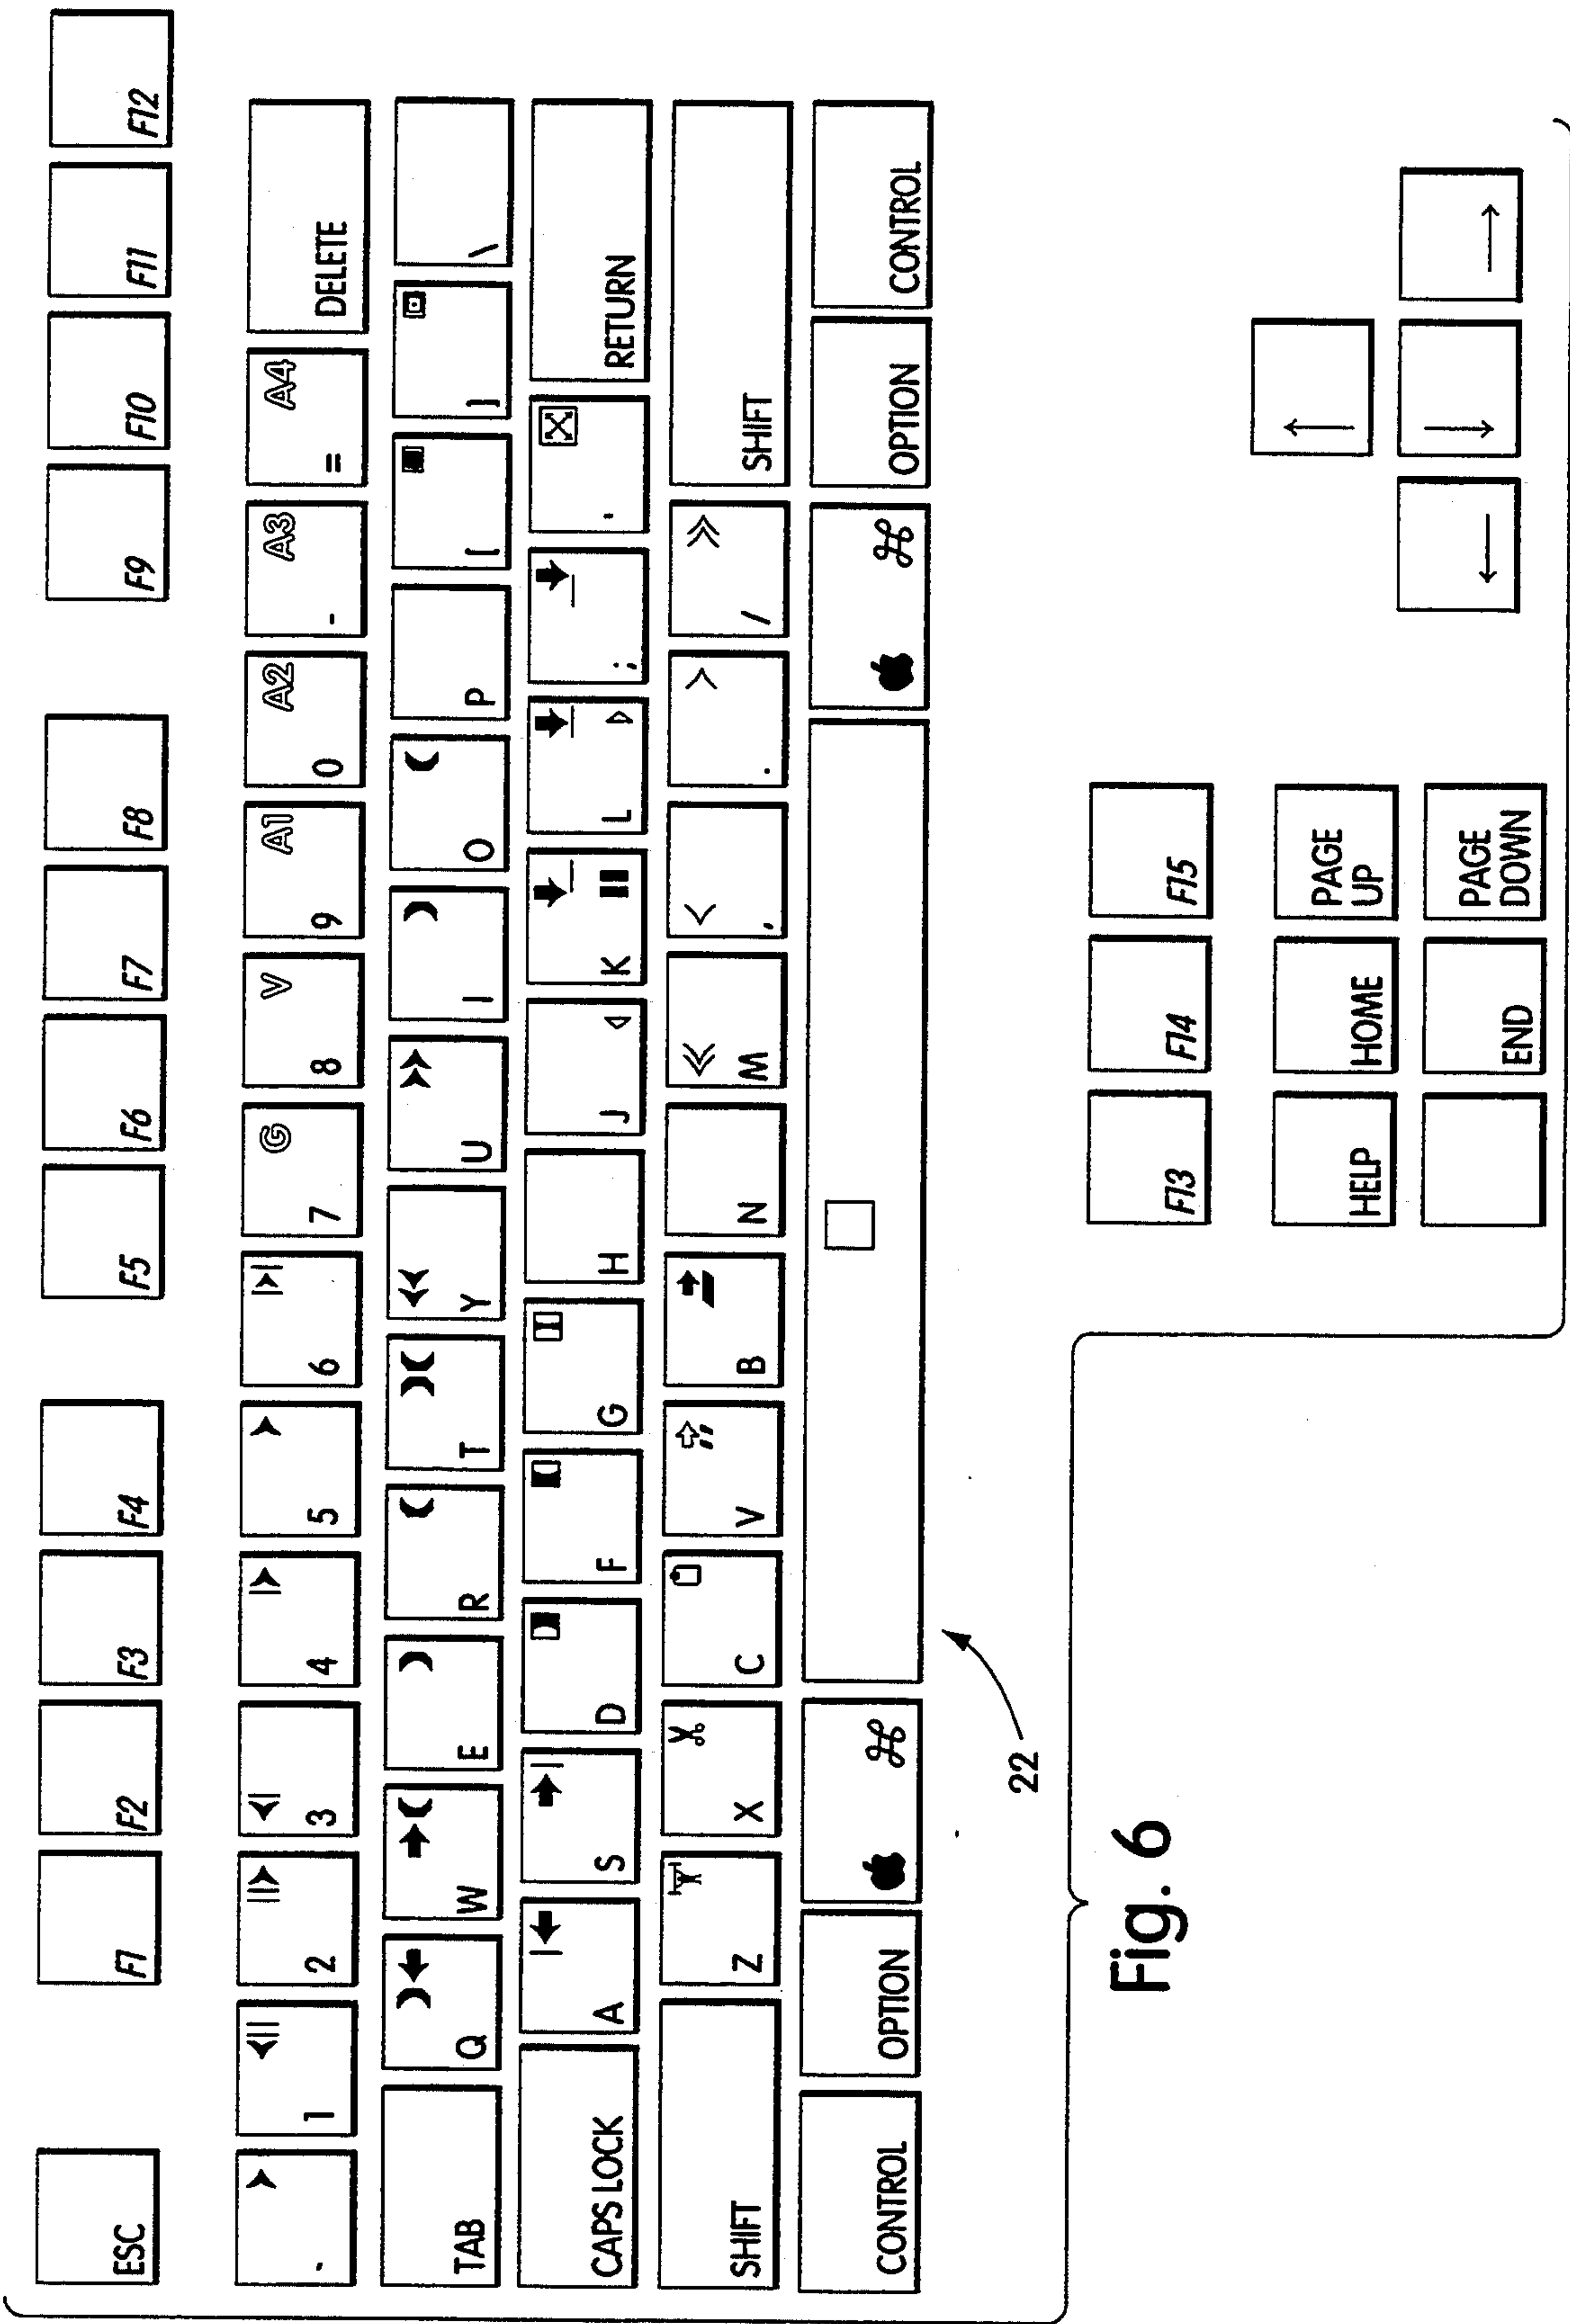 ESC F1 F2 F3 F4 F5 F6 F7 F8 F9 F10 F11 F12
` 1 2 3 4 5 6 7 G 8 V 9 A1 0 A2 - A3 = A4 DELETE
TAB Q W E R T Y U I O P [ ] \
CAPS LOCK A S D F G H J K L ; ' RETURN
SHIFT Z X C V B N M , . / SHIFT
CONTROL OPTION ⌘ ⌘ OPTION CONTROL
22
F13 F14 F15
HELP HOME PAGE UP
END PAGE DOWN
↑
← ↓ →
Fig. 6